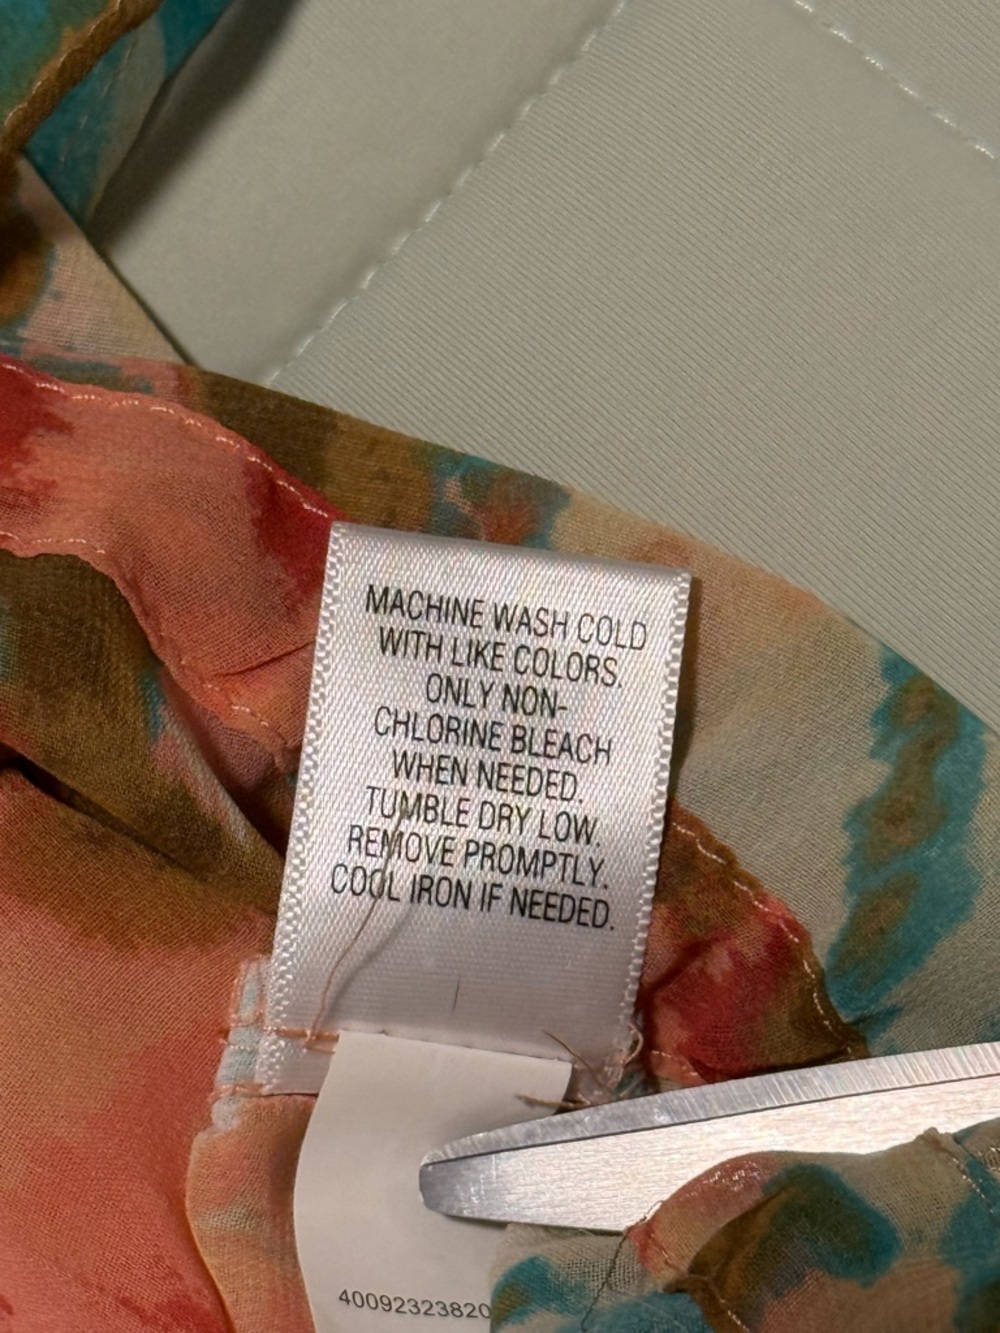 MACHINE WASH COLD
WITH LIKE COLORS.
ONLY NON-
CHLORINE BLEACH
WHEN NEEDED.
TUMBLE DRY LOW.
REMOVE PROMPTLY.
COOL IRON IF NEEDED.
40092323820